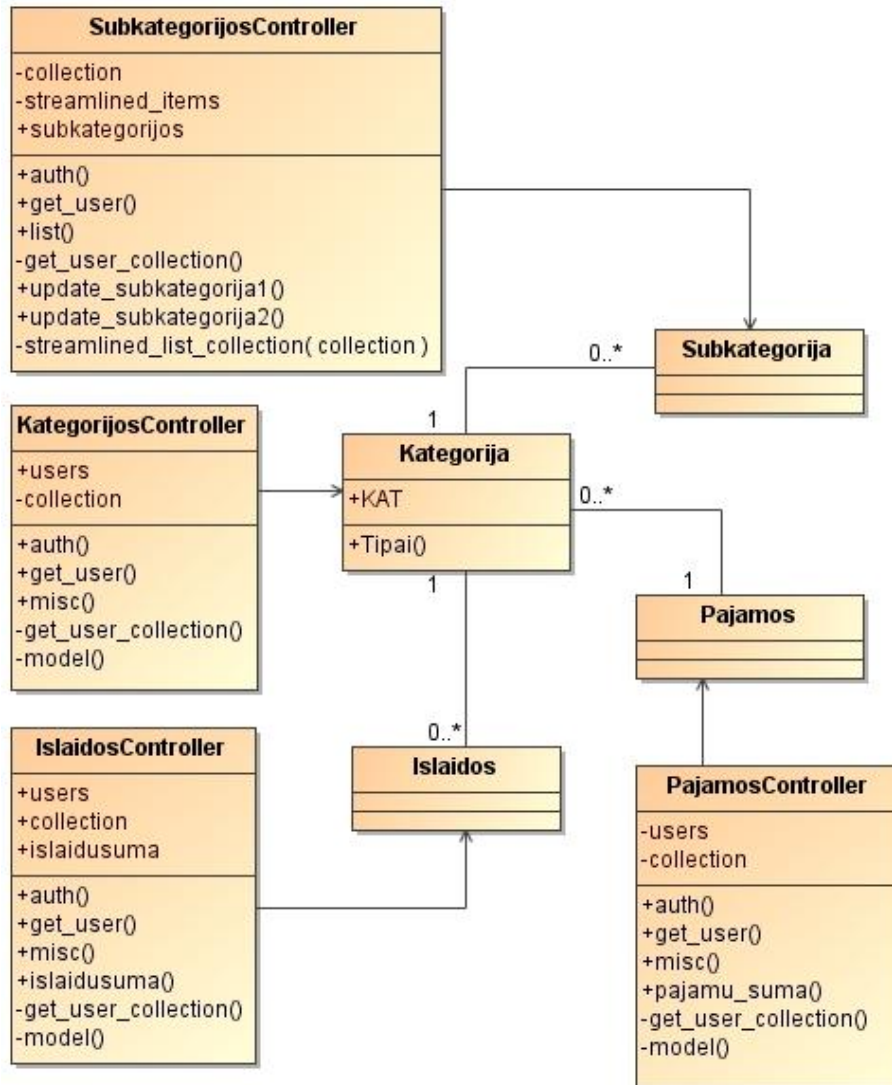 SubkategorijosController
-collection
-streamlined_items
+subkategorijos
+auth()
+get_user()
+list()
-get_user_collection()
+update_subkategorija1()
+update_subkategorija2()
-streamlined_list_collection( collection )
0..*
Subkategorija
1
KategorijosController
+users
-collection
+auth()
+get_user()
+misc()
-get_user_collection()
-model()
Kategorija
+KAT
+Tipai()
0..*
1
1
Pajamos
0..*
Islaidos
IslaidosController
+users
+collection
+islaidusuma
+auth()
+get_user()
+misc()
+islaidusuma()
-get_user_collection()
-model()
PajamosController
-users
-collection
+auth()
+get_user()
+misc()
+pajamu_suma()
-get_user_collection()
-model()